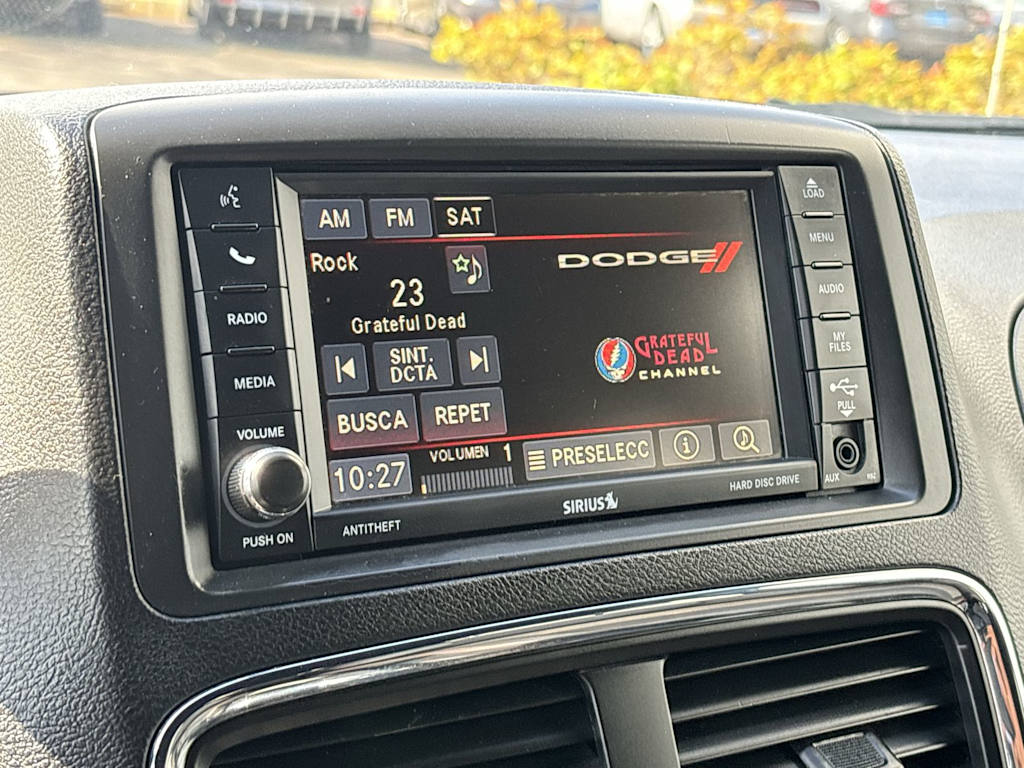 AM FM SAT
DODGE
Rock
23
Grateful Dead
SINT.
DCTA
GRATEFUL
DEAD
CHANNEL
BUSCA REPET
10:27 VOLUMEN 1 PRESELECC i
RADIO
MEDIA
VOLUME
PUSH ON
ANTITHEFT
SIRIUS
HARD DISC DRIVE
LOAD
MENU
AUDIO
MY
FILES
PULL
AUX